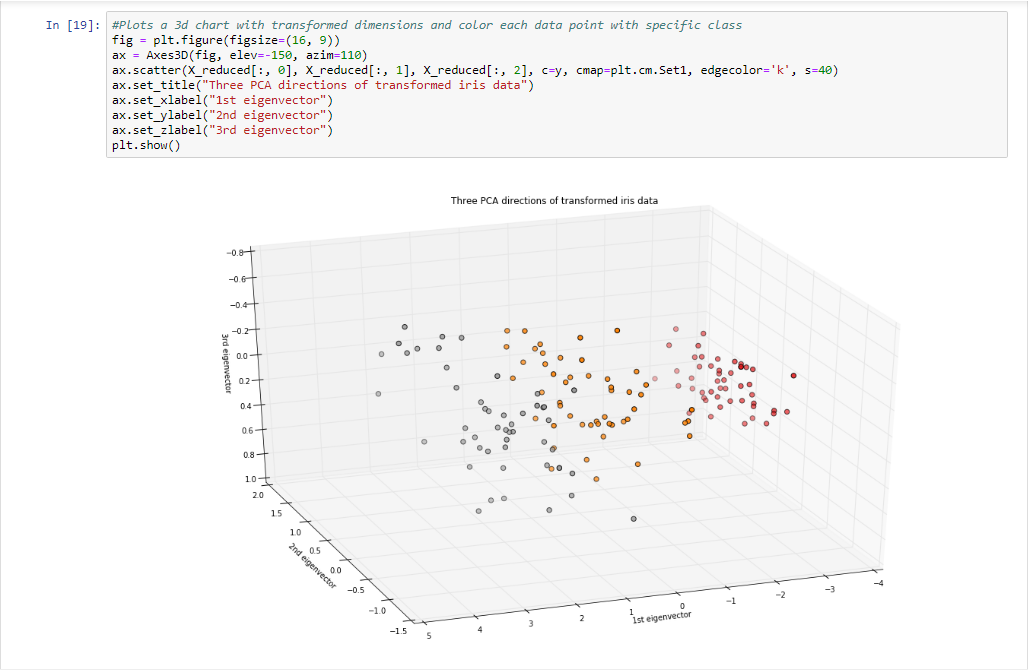 In [19]: #Plots a 3d chart with transformed dimensions and color each data point with specific class
fig = plt.figure(figsize=(16, 9))
ax = Axes3D(fig, elev=-150, azim=110)
ax.scatter(X_reduced[:, 0], X_reduced[:, 1], X_reduced[:, 2], c=y, cmap=plt.cm.Set1, edgecolor='k', s=40)
ax.set_title("Three PCA directions of transformed iris data")
ax.set_xlabel("1st eigenvector")
ax.set_ylabel("2nd eigenvector")
ax.set_zlabel("3rd eigenvector")
plt.show()
Three PCA directions of transformed iris data
−0.8
−0.6
−0.4
−0.2
0.0
0.2
0.4
0.6
0.8
1.0
3rd eigenvector
2.0
1.5
1.0
0.5
0.0
−0.5
−1.0
−1.5
2nd eigenvector
5
4
3
2
1
0
−1
−2
−3
−4
1st eigenvector